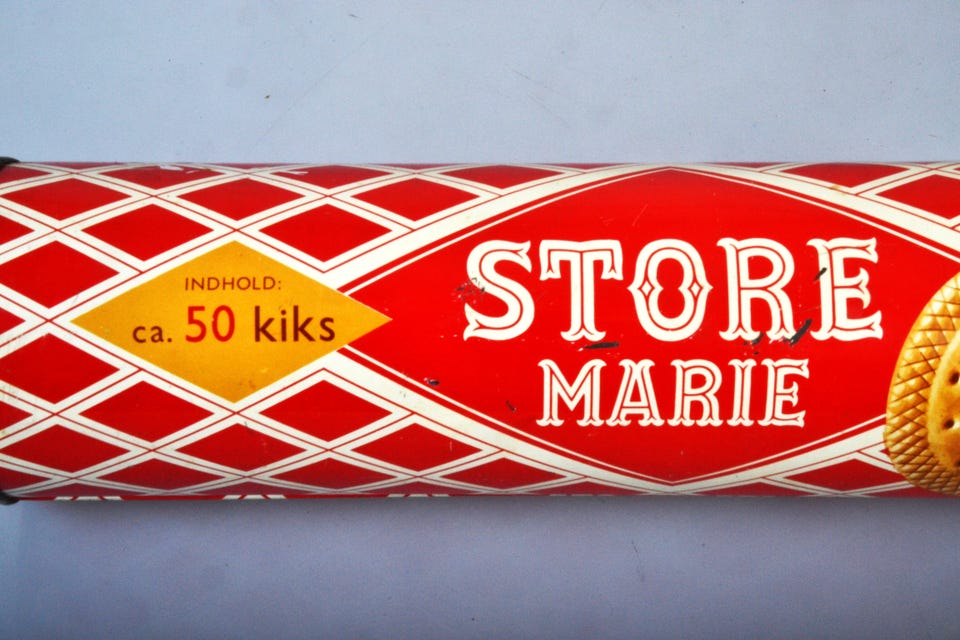 INDHOLD:
ca. 50 kiks
STORE
MARIE